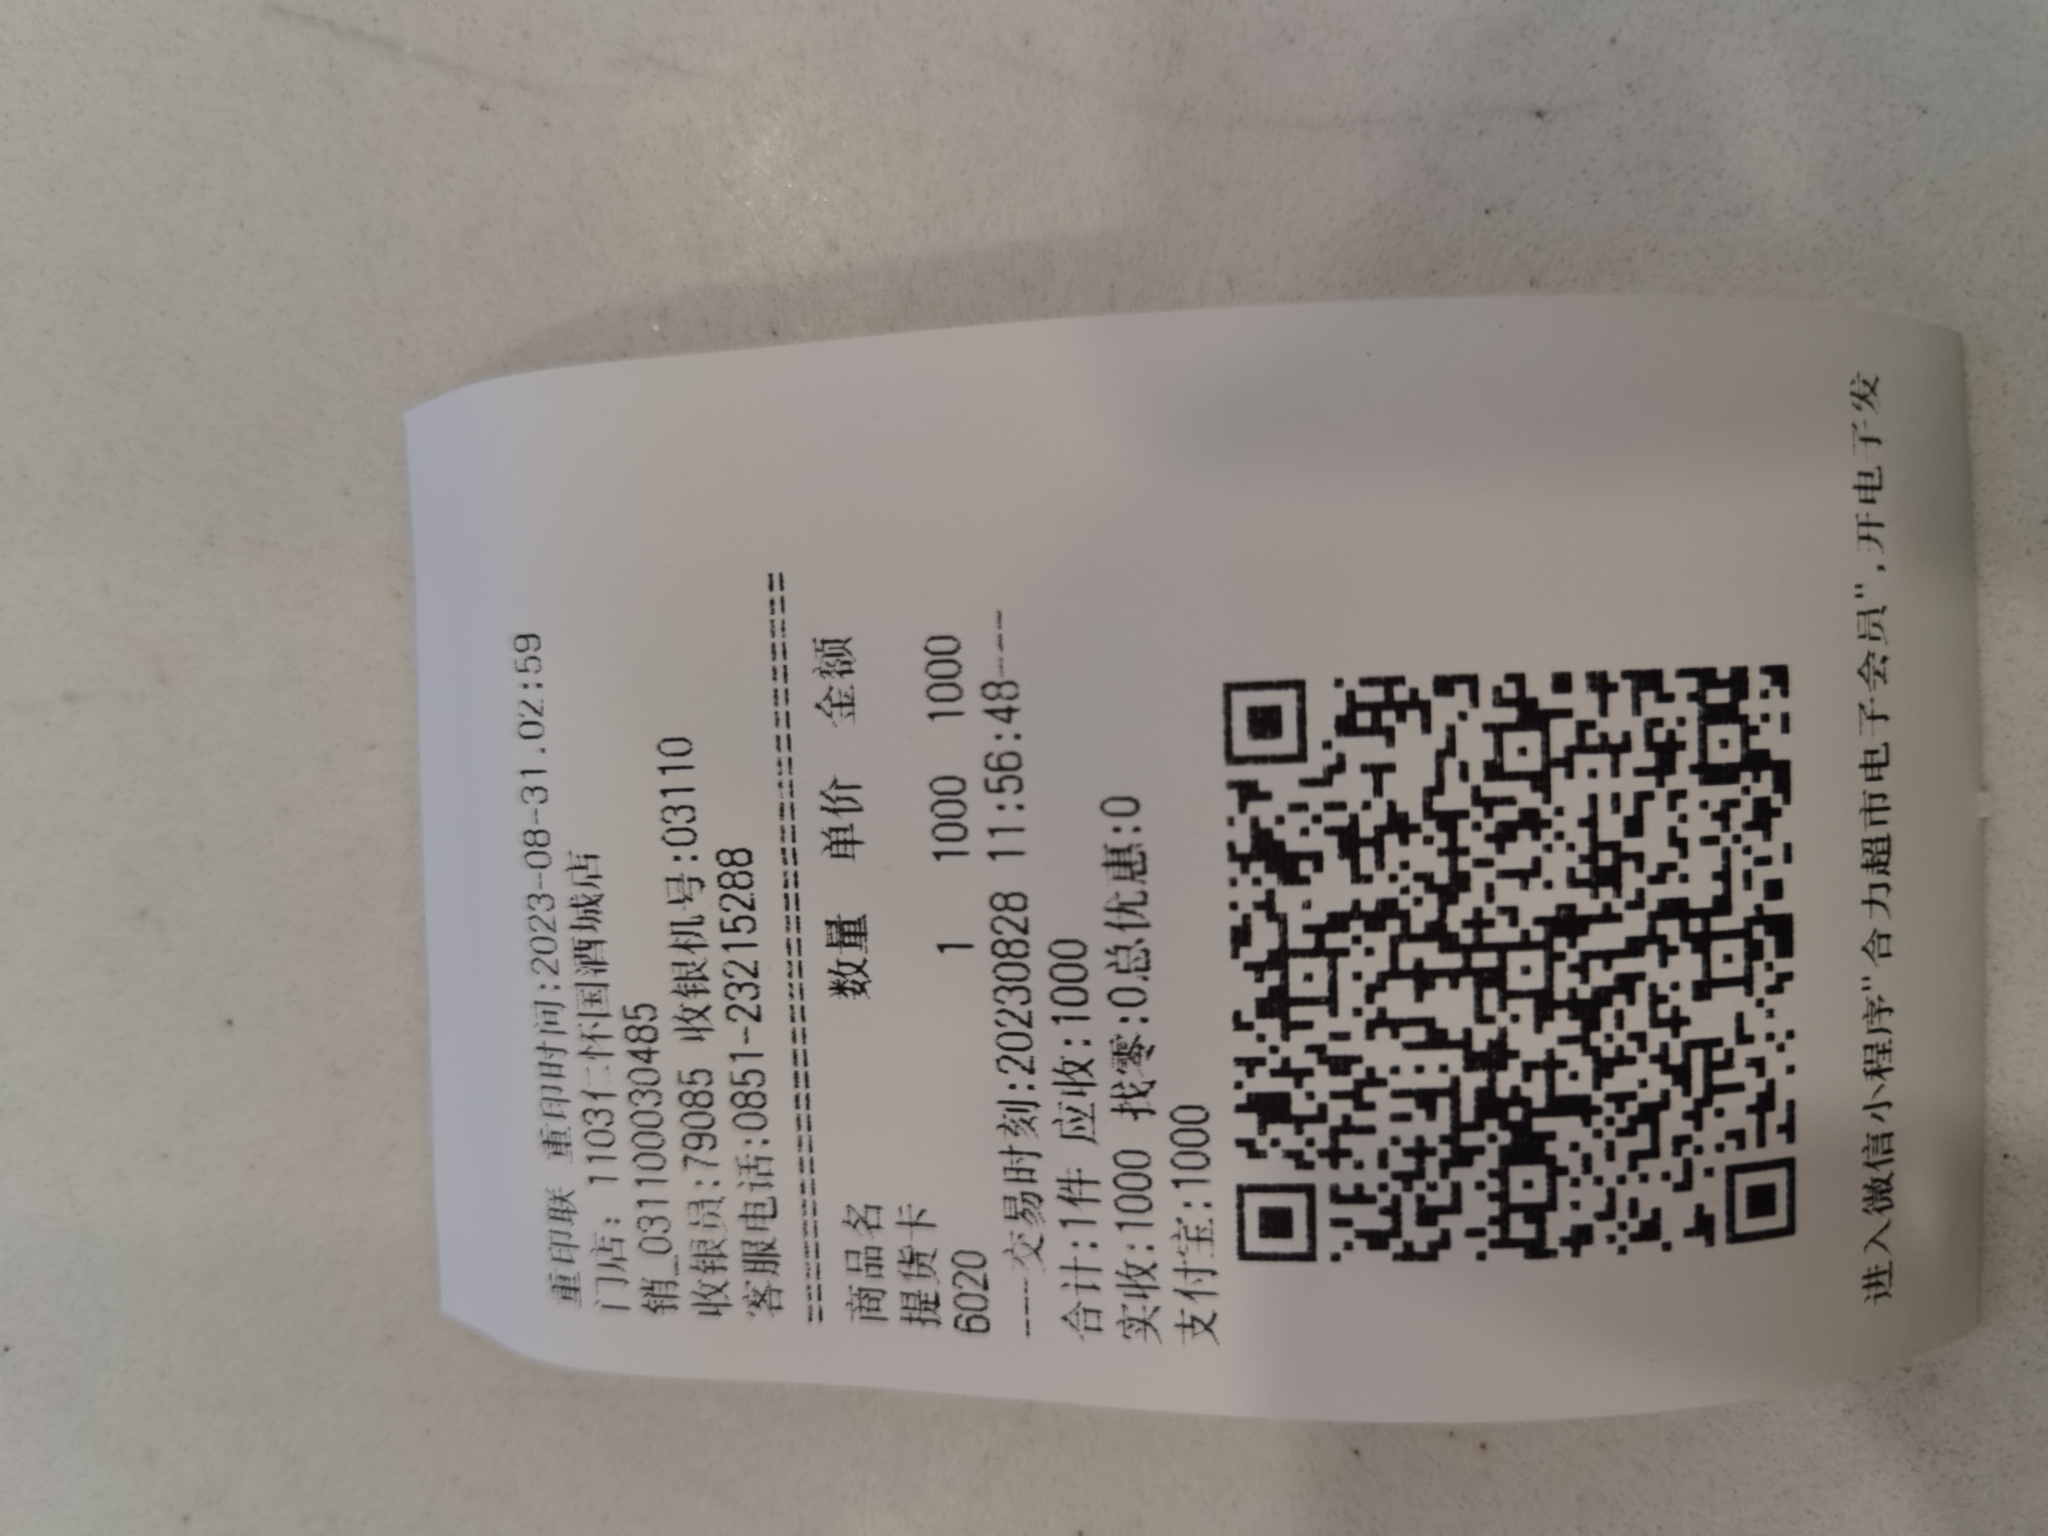 重印联 重印时间:2023-08-31.02:59
门店: 1103仁怀国酒城店
销_0311000030485
收银员:79085 收银机号:03110
客服电话:0851-23215288
==========================================
商品名 数量 单价 金额
提货卡
6020 1 1000 1000
----交易时刻:20230828 11:56:48----
合计:1件 应收:1000
实收:1000 找零:0总优惠:0
支付宝:1000
进入微信小程序"合力超市电子会员",开电子发